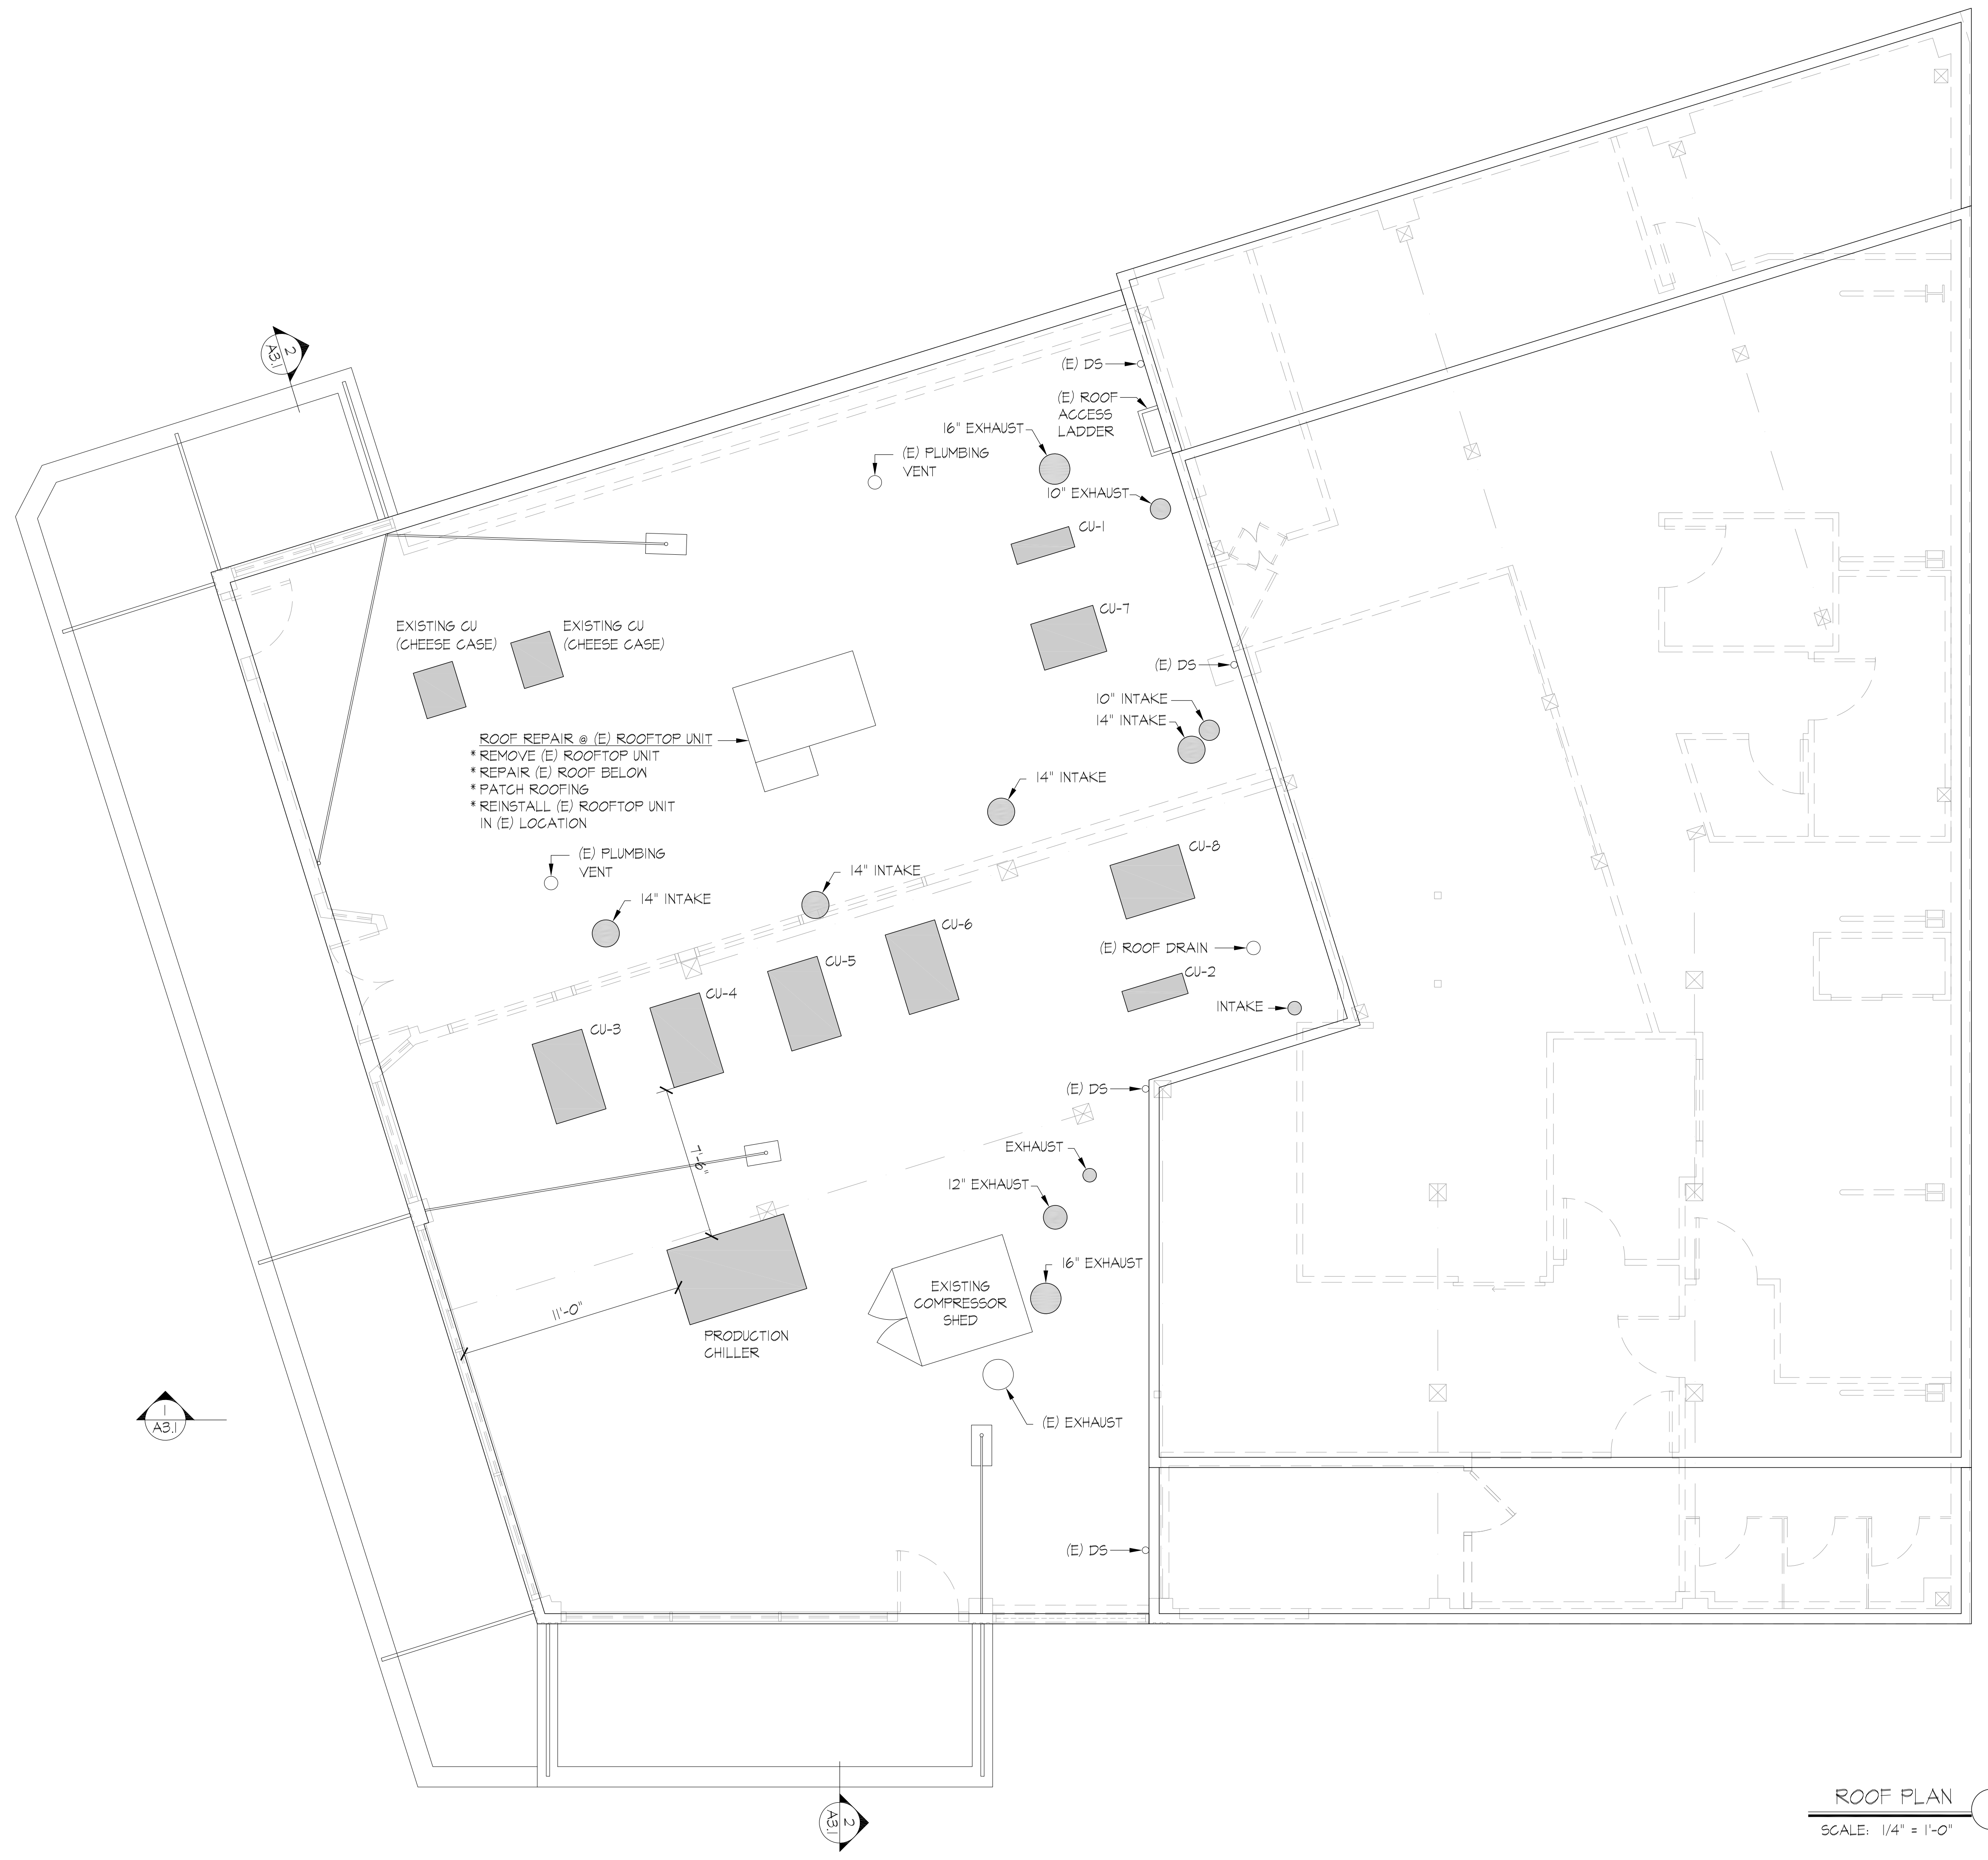 2
A3.1
(E) DS
(E) ROOF
ACCESS
LADDER
16" EXHAUST
(E) PLUMBING
VENT
10" EXHAUST
CU-1
CU-7
EXISTING CU
(CHEESE CASE)
EXISTING CU
(CHEESE CASE)
(E) DS
10" INTAKE
14" INTAKE
ROOF REPAIR @ (E) ROOFTOP UNIT
* REMOVE (E) ROOFTOP UNIT
* REPAIR (E) ROOF BELOW
* PATCH ROOFING
* REINSTALL (E) ROOFTOP UNIT
IN (E) LOCATION
14" INTAKE
(E) PLUMBING
VENT
14" INTAKE
14" INTAKE
CU-8
CU-6
(E) ROOF DRAIN
CU-5
CU-2
CU-4
INTAKE
CU-3
(E) DS
7'-6"
EXHAUST
12" EXHAUST
16" EXHAUST
EXISTING
COMPRESSOR
SHED
11'-0"
PRODUCTION
CHILLER
1
A3.1
(E) EXHAUST
(E) DS
2
A3.1
ROOF PLAN
SCALE: 1/4" = 1'-0"